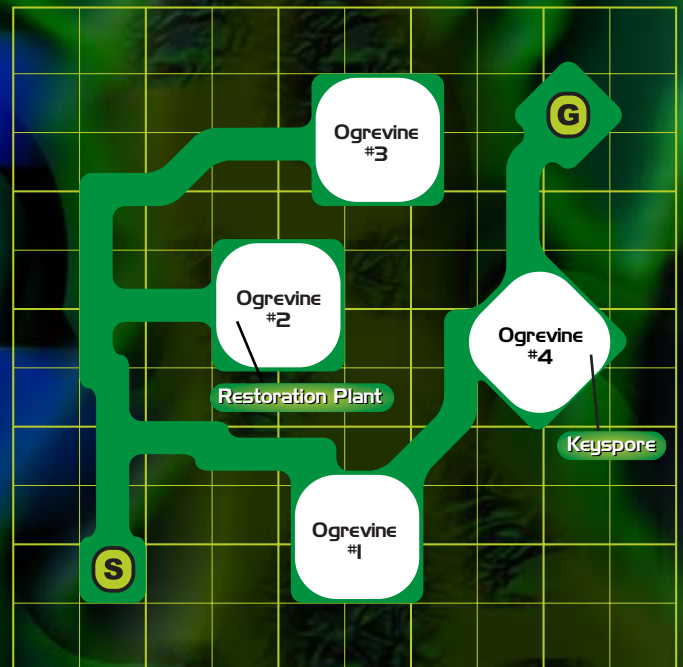 Ogrevine
#3
G
Ogrevine
#2
Ogrevine
#4
Restoration Plant
Keyspore
Ogrevine
#1
S